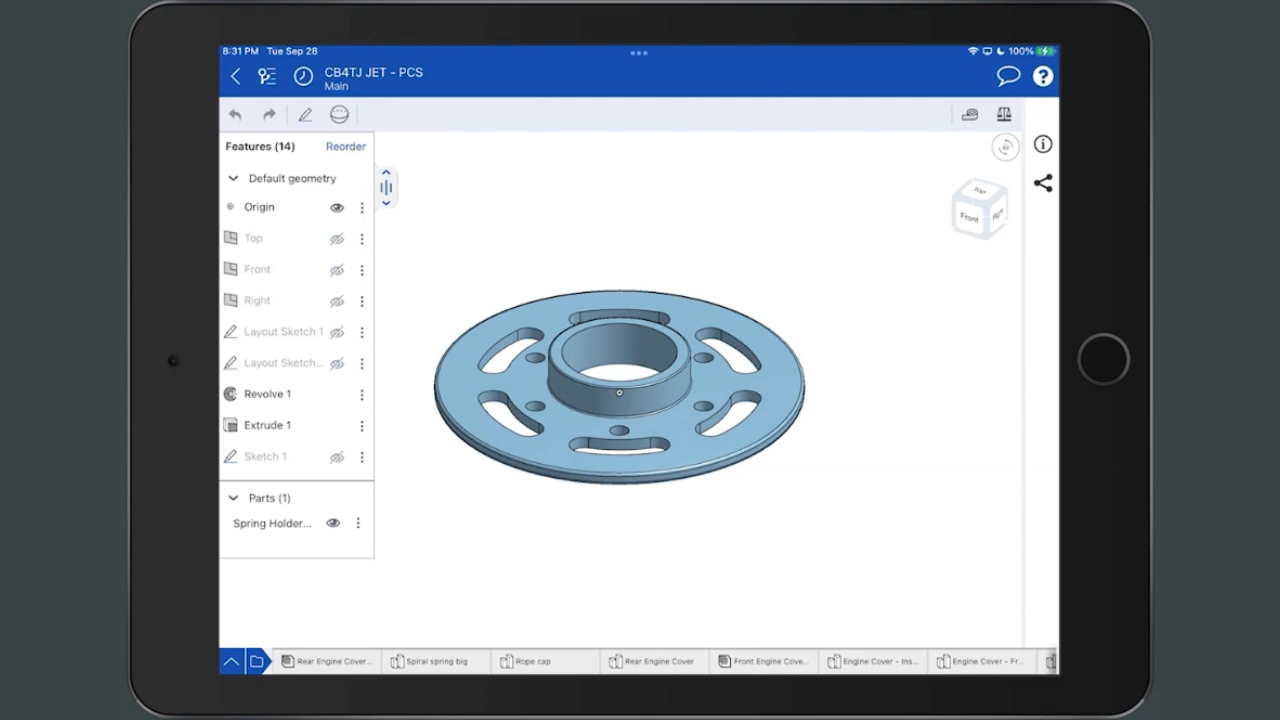 8:31 PM Tue Sep 28
100%
CB4TJ JET - PCS
Main
Features (14)
Reorder
Default geometry
Origin
Top
Front
Right
Layout Sketch 1
Layout Sketch...
Revolve 1
Extrude 1
Sketch 1
Parts (1)
Spring Holder...
Top
Front
Right
Rear Engine Cover...
Spiral spring big
Rope cap
Rear Engine Cover
Front Engine Cove...
Engine Cover - Ins...
Engine Cover - Fr...